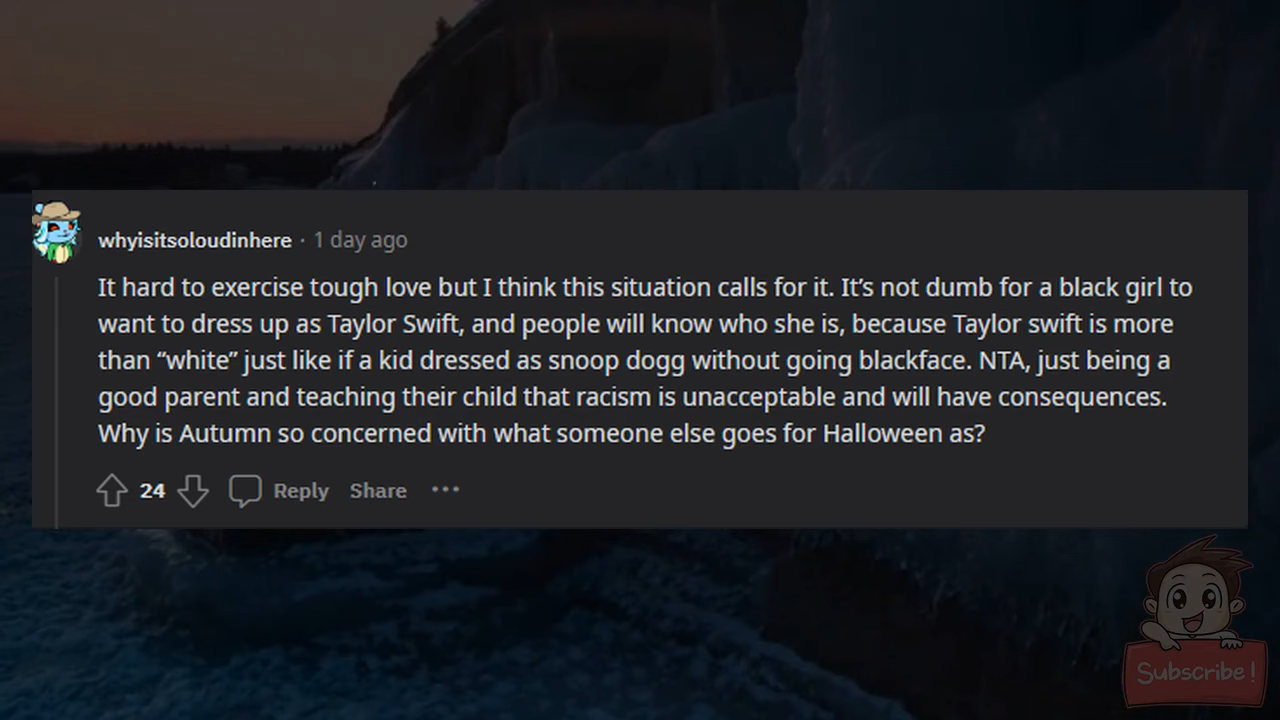 whyisitsoloudinhere · 1 day ago
It hard to exercise tough love but I think this situation calls for it. It’s not dumb for a black girl to
want to dress up as Taylor Swift, and people will know who she is, because Taylor swift is more
than “white” just like if a kid dressed as snoop dogg without going blackface. NTA, just being a
good parent and teaching their child that racism is unacceptable and will have consequences.
Why is Autumn so concerned with what someone else goes for Halloween as?
24 Reply Share ···
Subscribe!